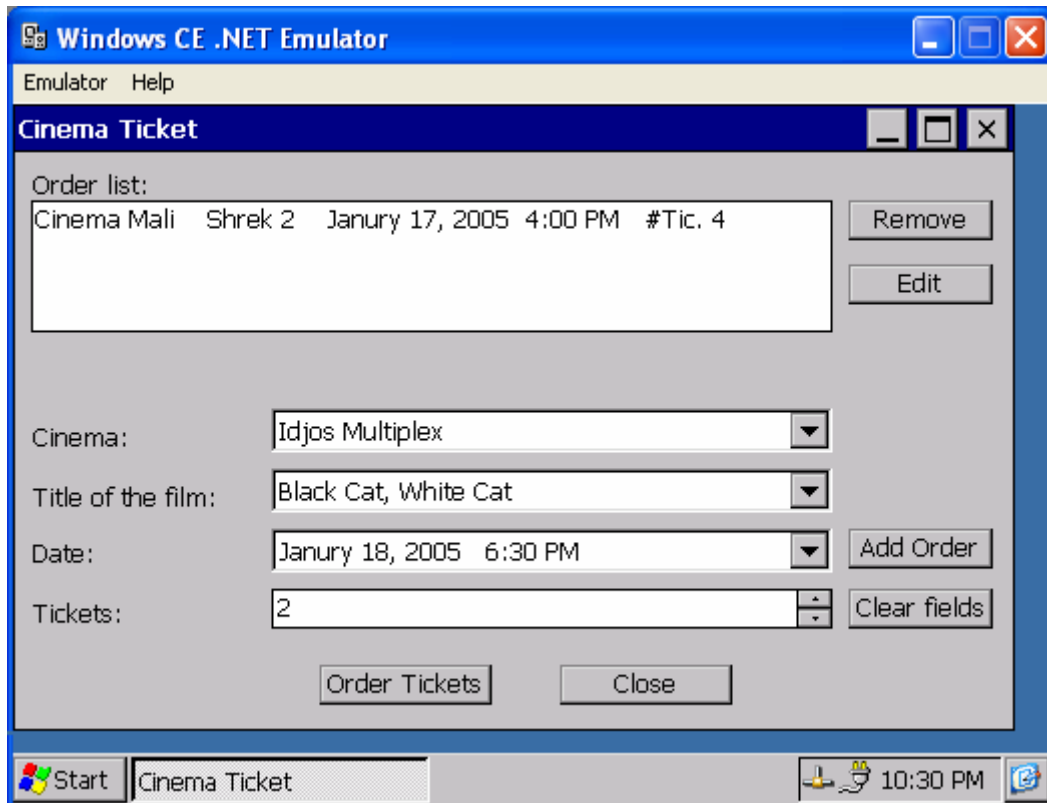 Windows CE .NET Emulator
Emulator Help
Cinema Ticket
Order list:
Cinema Mali Shrek 2 Janury 17, 2005 4:00 PM #Tic. 4
Remove
Edit
Cinema: Idjos Multiplex
Title of the film: Black Cat, White Cat
Date: Janury 18, 2005 6:30 PM Add Order
Tickets: 2 Clear fields
Order Tickets Close
Start Cinema Ticket 10:30 PM